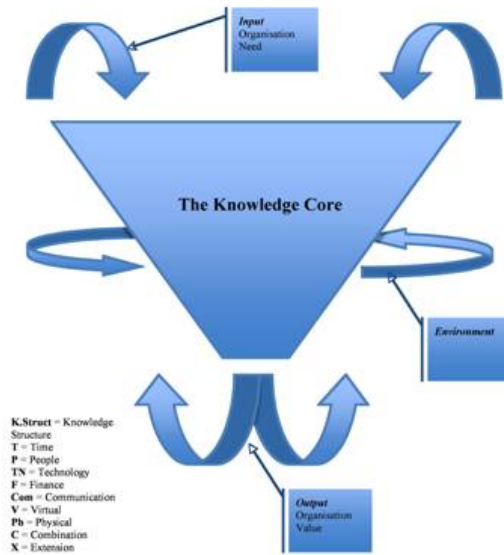 Input
Organisation
Need
The Knowledge Core
Environment
K.Struct = Knowledge
Structure
T = Time
P = People
TN = Technology
F = Finance
Com = Communication
V = Virtual
Ph = Physical
C = Combination
X = Extension
Output
Organisation
Value